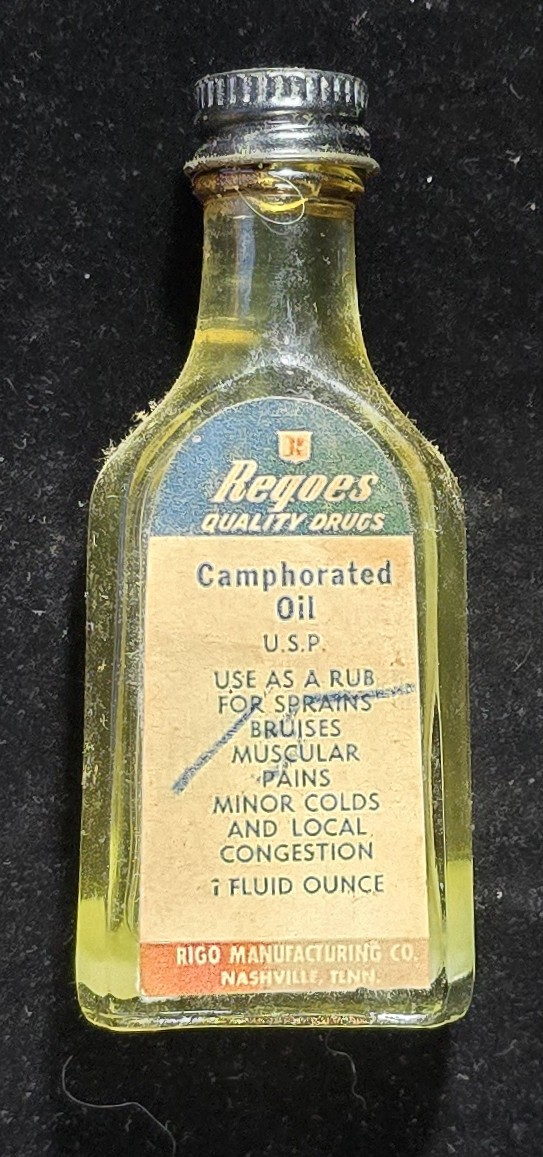 R
Regoes
QUALITY DRUGS
Camphorated
Oil
U.S.P.
USE AS A RUB
FOR SPRAINS
BRUISES
MUSCULAR
PAINS
MINOR COLDS
AND LOCAL
CONGESTION
1 FLUID OUNCE
RIGO MANUFACTURING CO.
NASHVILLE, TENN.